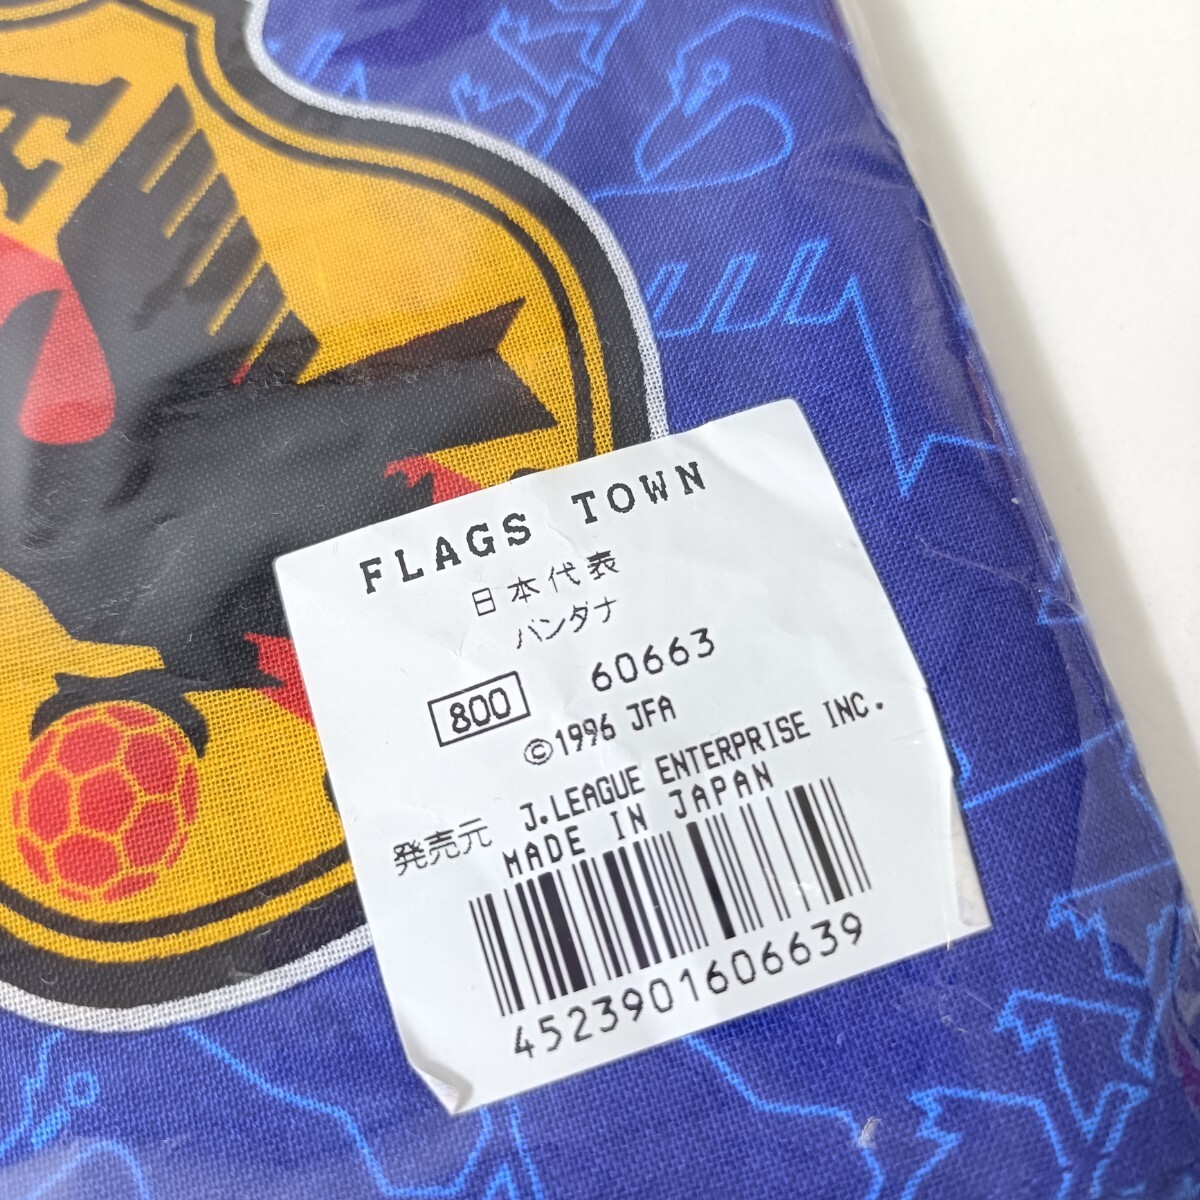 FA
FLAGS TOWN
日本代表
バンダナ
800 60663
©1996 JFA
発売元 J.LEAGUE ENTERPRISE INC.
MADE IN JAPAN
4523901606639